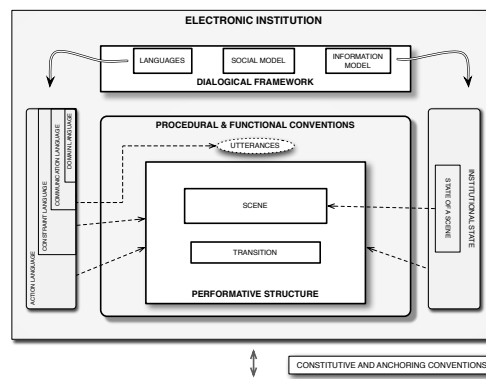 ELECTRONIC INSTITUTION
LANGUAGES
SOCIAL MODEL
INFORMATION
MODEL
DIALOGICAL FRAMEWORK
ACTION LANGUAGE
CONSTRAINT LANGUAGE
COMMUNICATION LANGUAGE
DOMAIN LANGUAGE
PROCEDURAL & FUNCTIONAL CONVENTIONS
UTTERANCES
SCENE
TRANSITION
PERFORMATIVE STRUCTURE
STATE OF A SCENE
INSTITUTIONAL STATE
CONSTITUTIVE AND ANCHORING CONVENTIONS